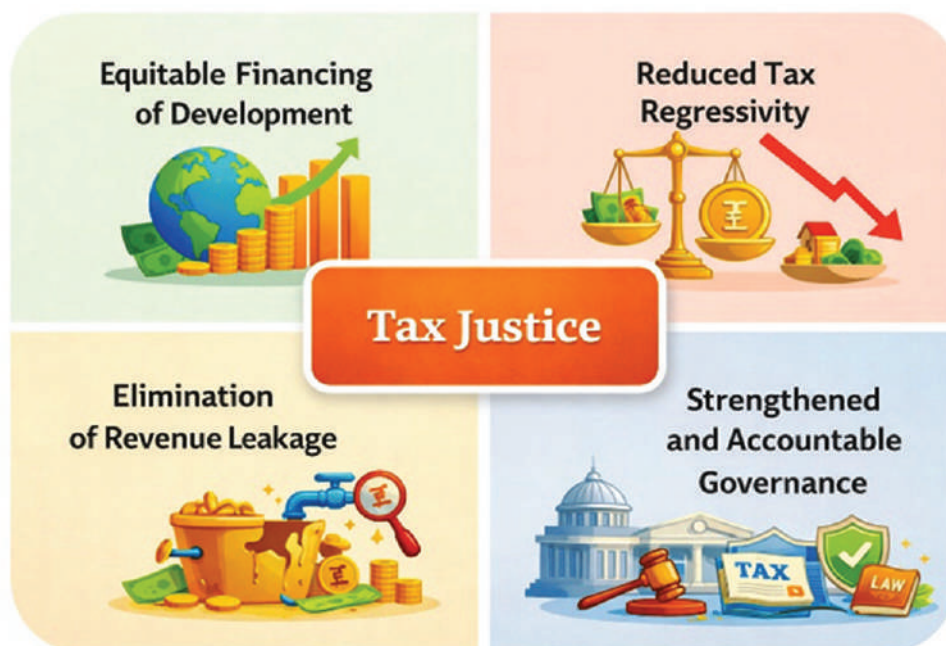 Equitable Financing
of Development
Reduced Tax
Regressivity
Tax Justice
Elimination
of Revenue Leakage
Strengthened
and Accountable
Governance
TAX
LAW